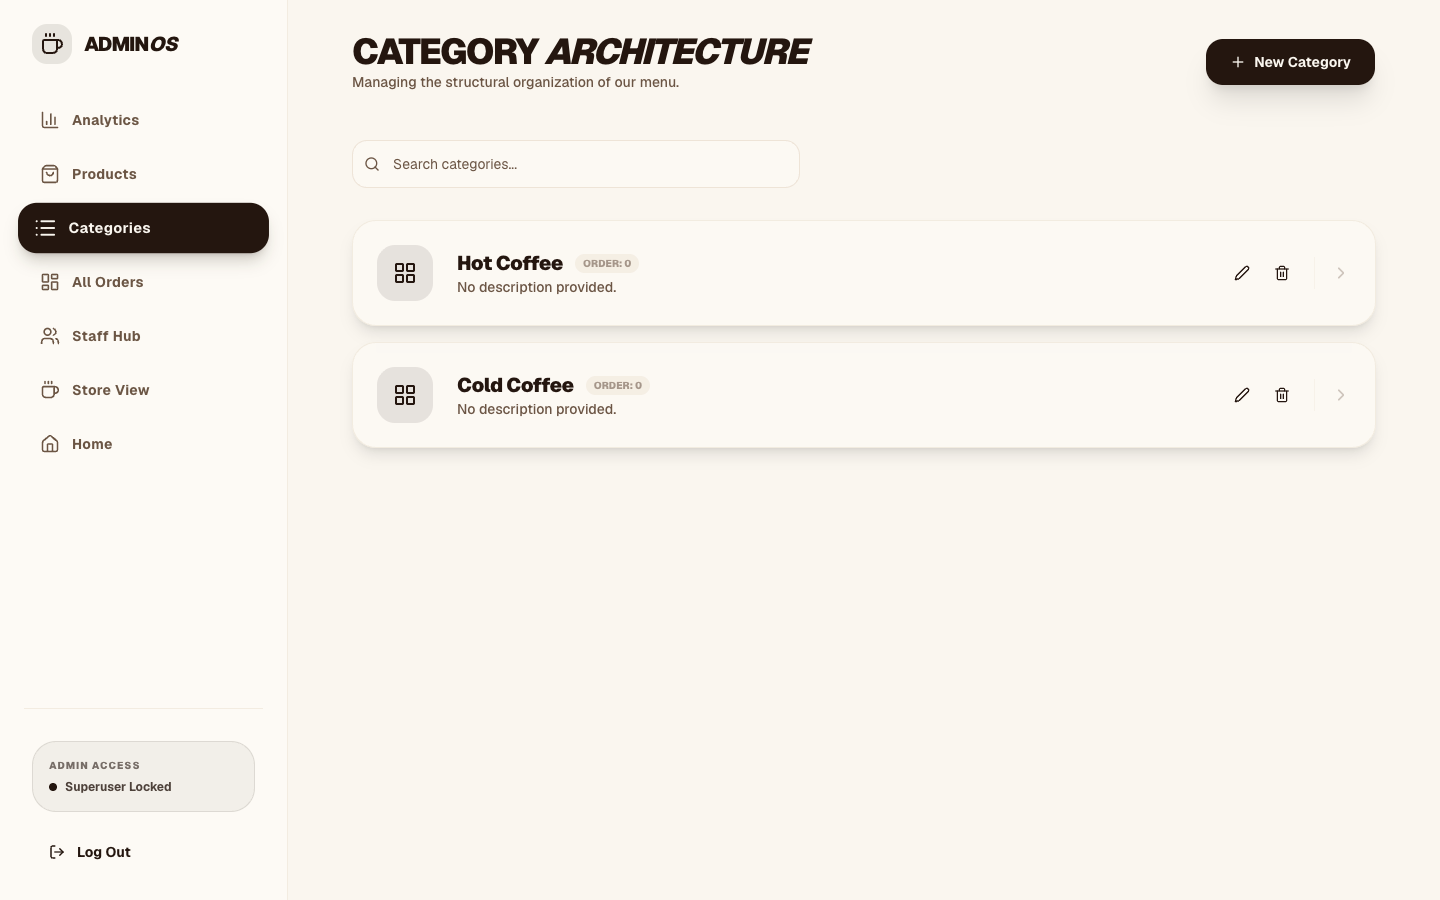 ADMINOS
Analytics
Products
Categories
All Orders
Staff Hub
Store View
Home
ADMIN ACCESS
Superuser Locked
Log Out
CATEGORY ARCHITECTURE
Managing the structural organization of our menu.
New Category
Search categories...
Hot Coffee ORDER: 0
No description provided.
Cold Coffee ORDER: 0
No description provided.